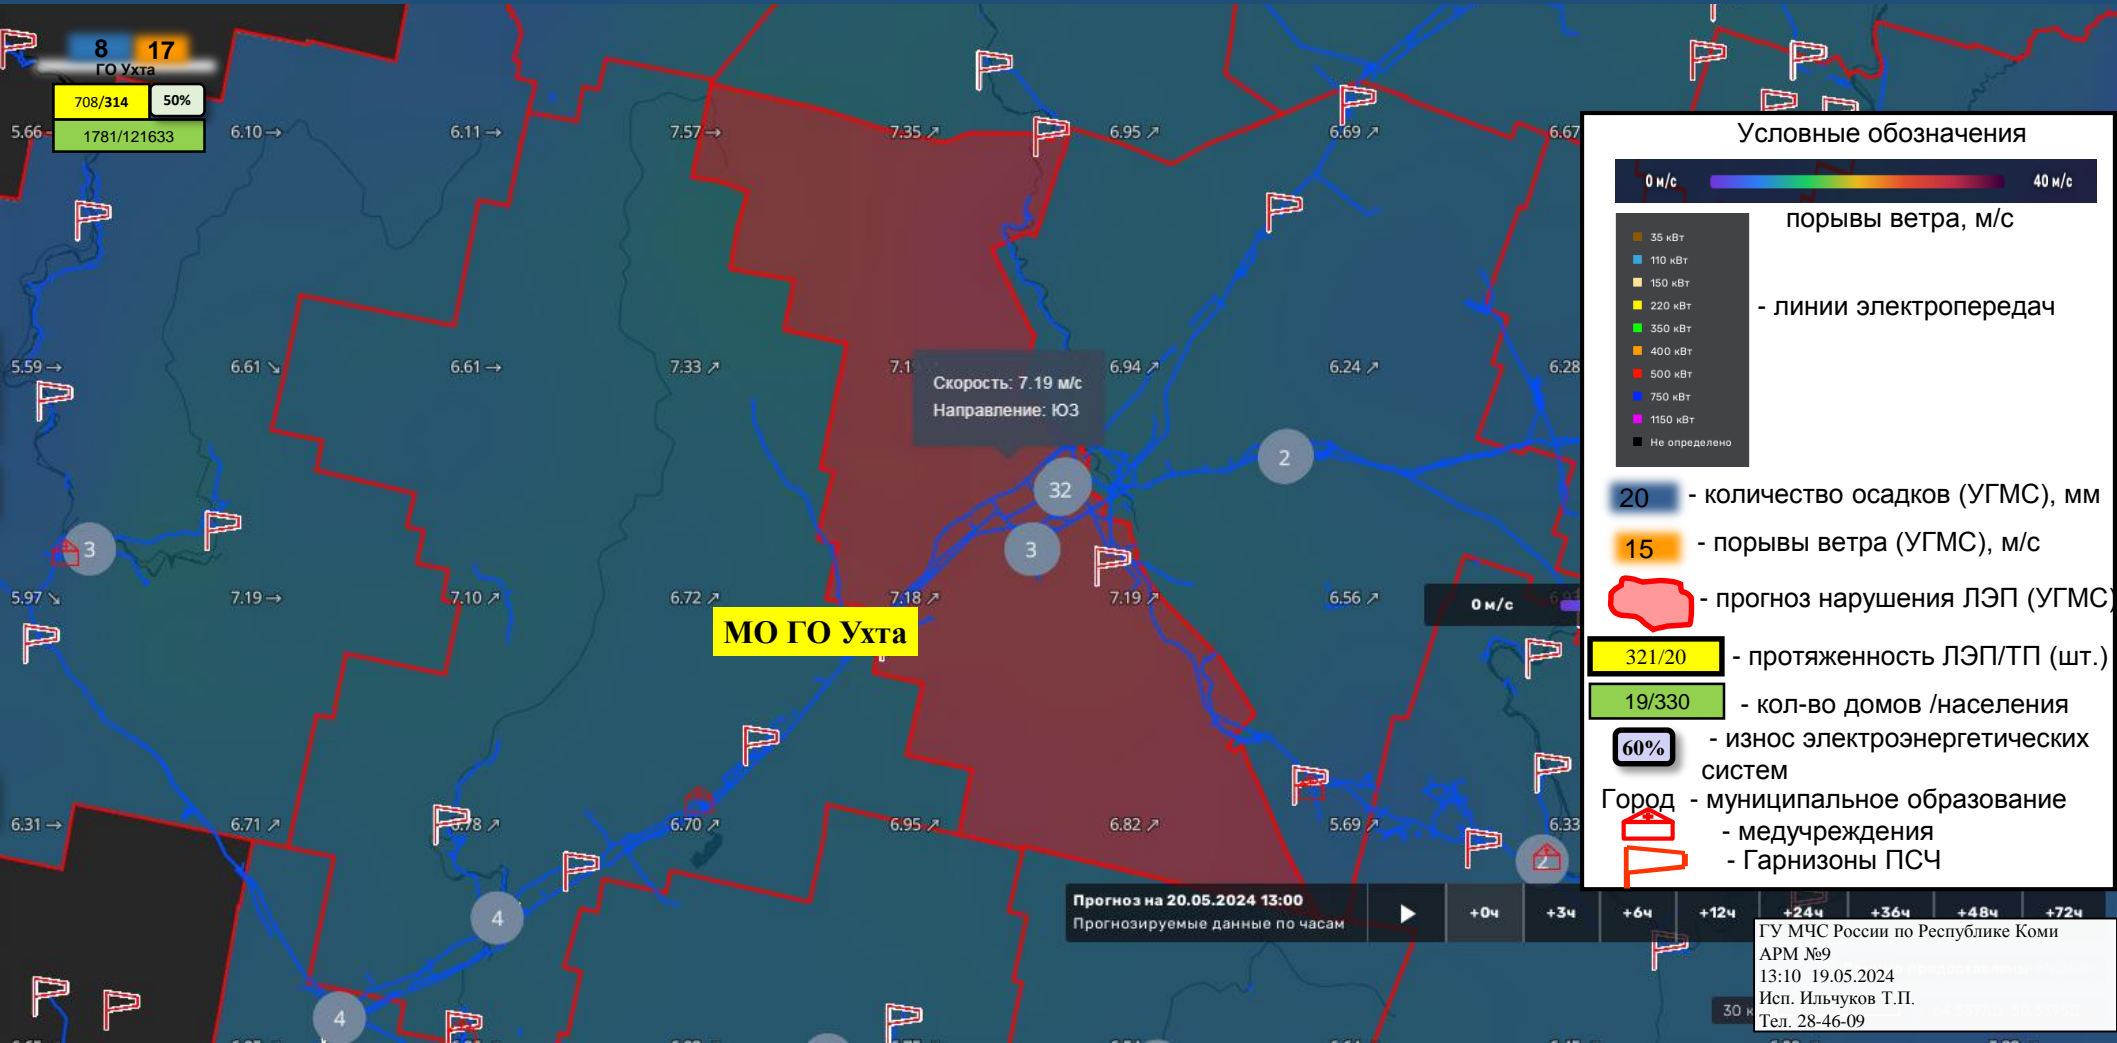 8 17
ГО Ухта
708/314 50%
1781/121633
5.66 6.10 → 6.11 → 7.57 → 7.35 ↗ 6.95 ↗ 6.69 ↗ 6.67
5.59 → 6.61 ↘ 6.61 → 7.33 ↗ 7.1 6.94 ↗ 6.24 ↗ 6.28
Скорость: 7.19 м/с
Направление: ЮЗ
32
2
3
3
5.97 ↘ 7.19 → 7.10 ↗ 6.72 ↗ 7.18 ↗ 7.19 ↗ 6.56 ↗
0 м/с
МО ГО Ухта
6.31 → 6.71 ↗ 6.78 ↗ 6.70 ↗ 6.95 ↗ 6.82 ↗ 5.69 ↗ 6.33
2
4
4
Прогноз на 20.05.2024 13:00
Прогнозируемые данные по часам
+0ч +3ч +6ч +12ч +24ч +36ч +48ч +72ч
Условные обозначения
0 м/с 40 м/с
порывы ветра, м/с
35 кВт
110 кВт
150 кВт
220 кВт
350 кВт
400 кВт
500 кВт
750 кВт
1150 кВт
Не определено
- линии электропередач
20 - количество осадков (УГМС), мм
15 - порывы ветра (УГМС), м/с
- прогноз нарушения ЛЭП (УГМС)
321/20 - протяженность ЛЭП/ТП (шт.)
19/330 - кол-во домов /населения
60% - износ электроэнергетических
систем
Город - муниципальное образование
- медучреждения
- Гарнизоны ПСЧ
ГУ МЧС России по Республике Коми
АРМ №9
13:10 19.05.2024
Исп. Ильчуков Т.П.
Тел. 28-46-09
30 к